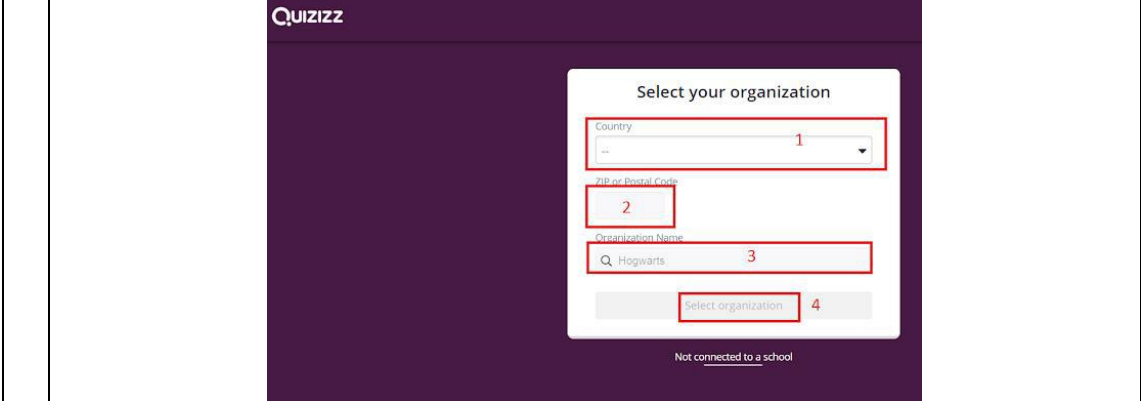 Quizizz
Select your organization
Country
1
--
ZIP or Postal Code
2
Organization Name
Hogwarts
3
Select organization
4
Not connected to a school